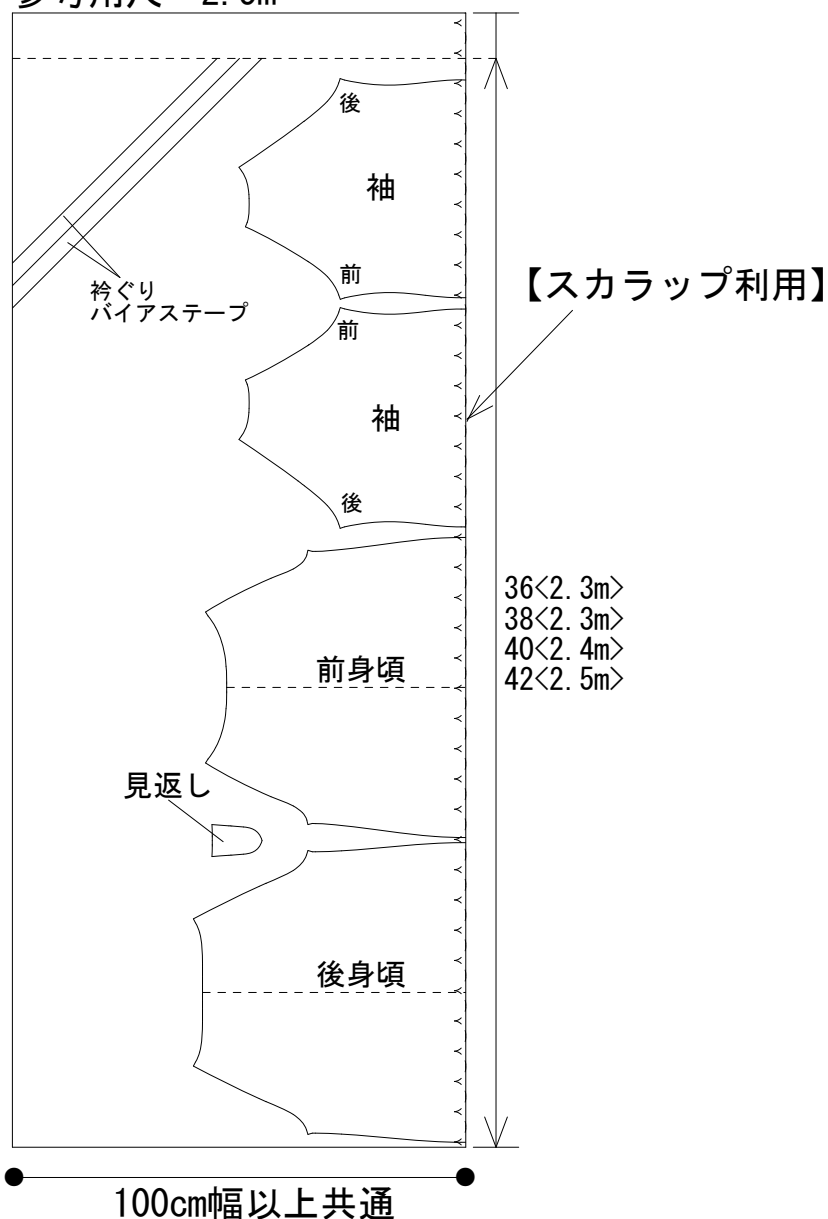 後
袖
前
衿ぐり
バイアステープ
【スカラップ利用】
前
袖
後
36<2.3m>
38<2.3m>
40<2.4m>
42<2.5m>
前身頃
見返し
後身頃
100cm幅以上共通